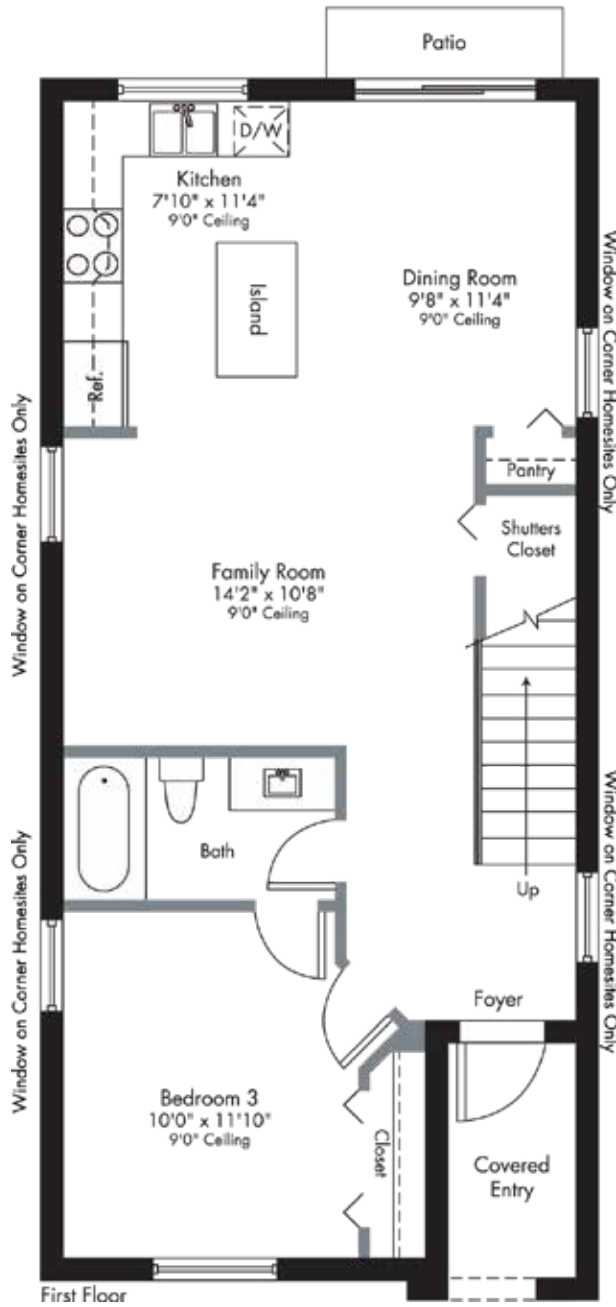 Patio
D/W
Kitchen
7'10" x 11'4"
9'0" Ceiling
Island
Dining Room
9'8" x 11'4"
9'0" Ceiling
Window on Corner Homesites Only
Ref.
Window on Corner Homesites Only
Pantry
Shutters
Closet
Family Room
14'2" x 10'8"
9'0" Ceiling
Bath
Up
Window on Corner Homesites Only
Window on Corner Homesites Only
Foyer
Bedroom 3
10'0" x 11'10"
9'0" Ceiling
Closet
Covered
Entry
First Floor